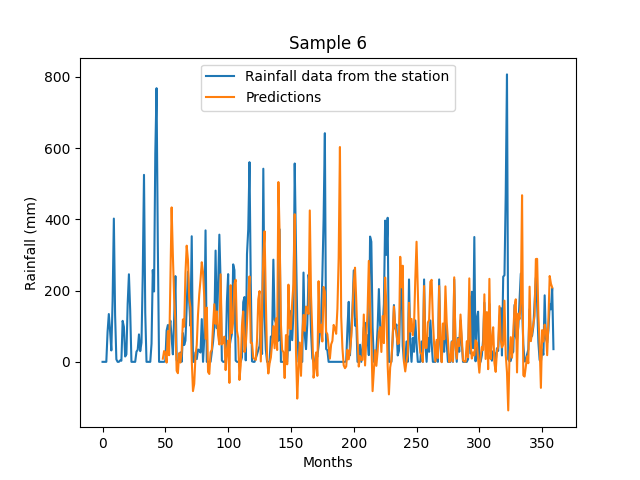 Sample 6
Rainfall data from the station
Predictions
Rainfall (mm)
800
600
400
200
0
0 50 100 150 200 250 300 350
Months